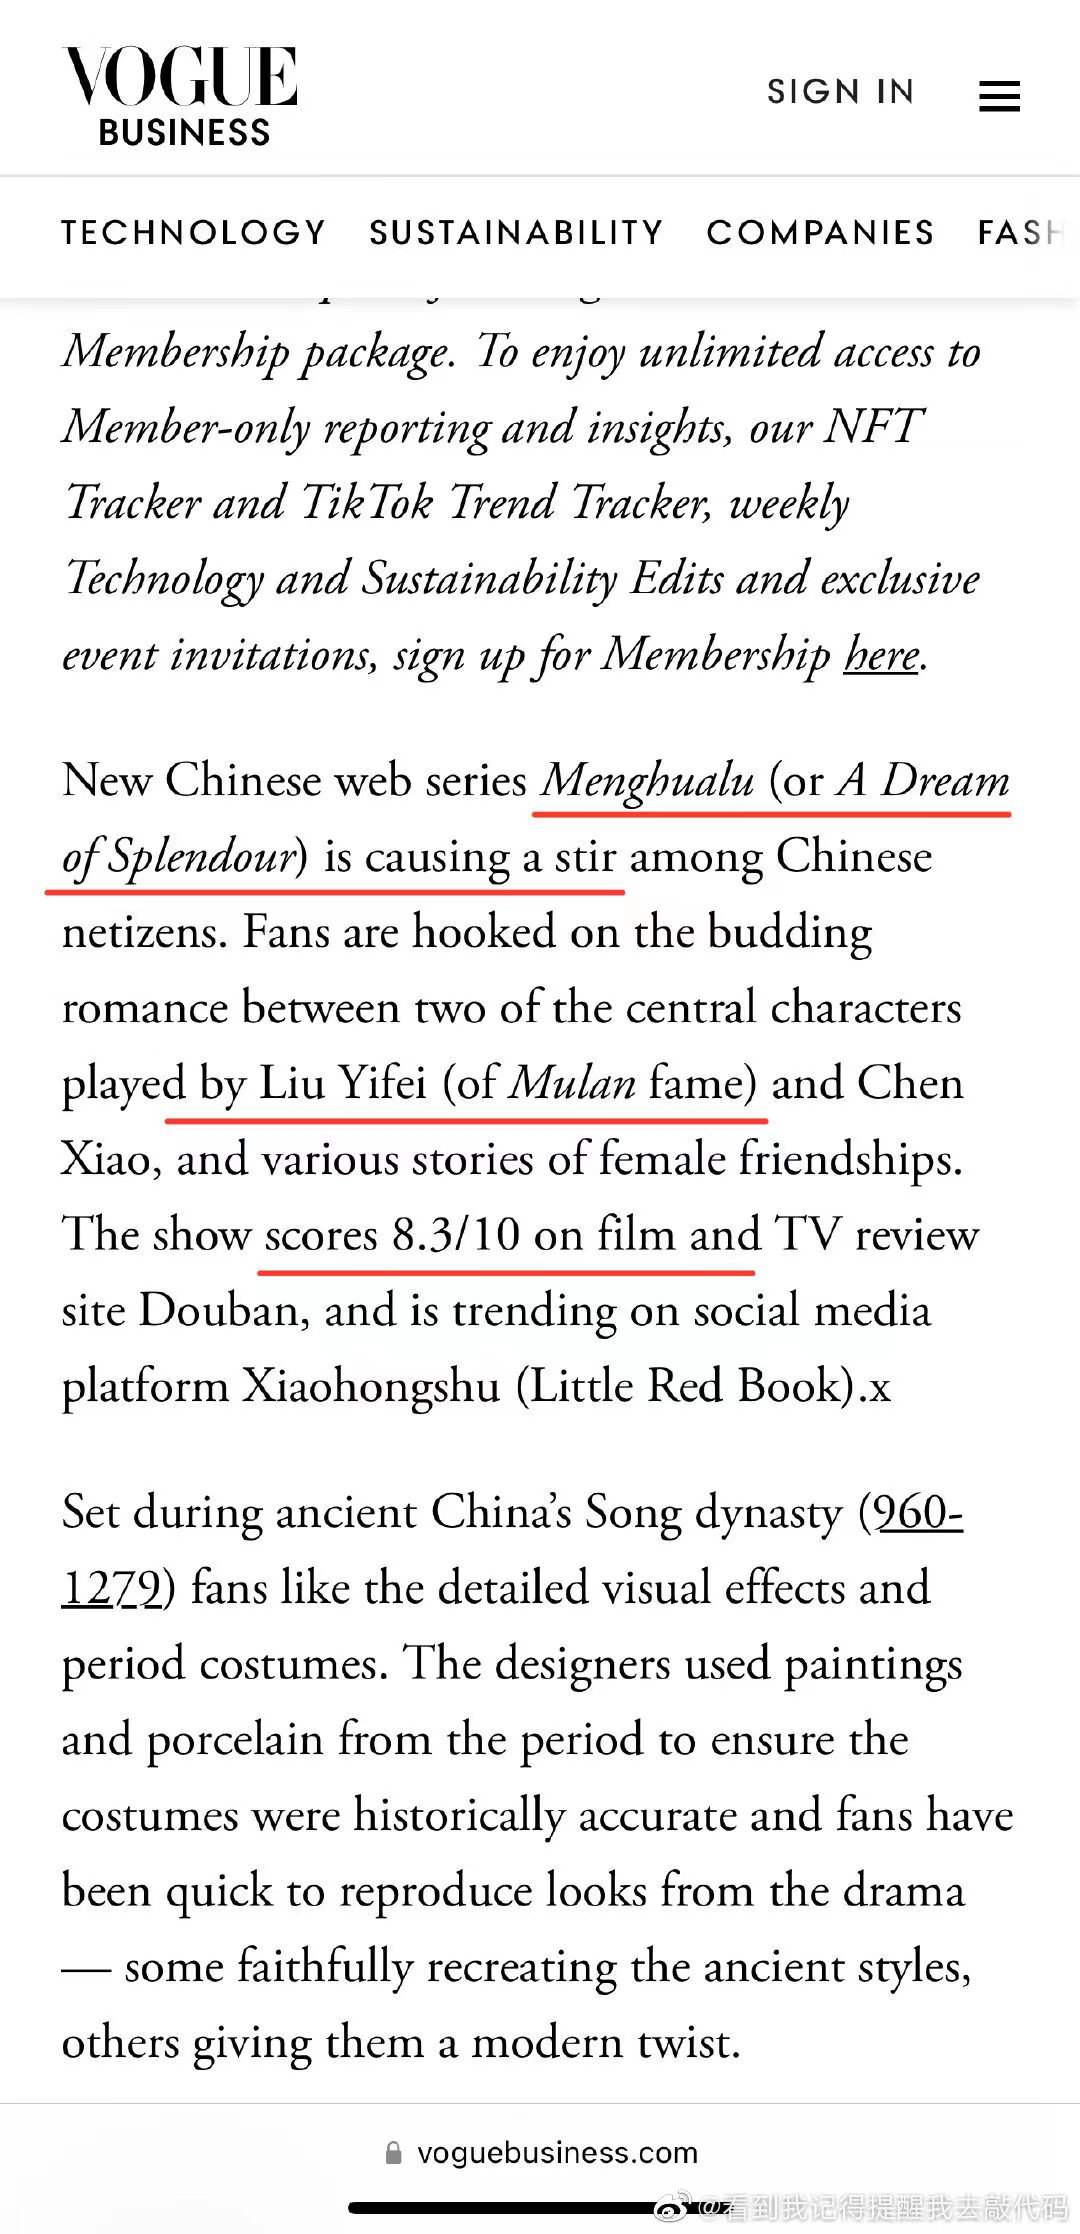 VOGUE
BUSINESS
SIGN IN
TECHNOLOGY SUSTAINABILITY COMPANIES FASH
Membership package. To enjoy unlimited access to
Member-only reporting and insights, our NFT
Tracker and TikTok Trend Tracker, weekly
Technology and Sustainability Edits and exclusive
event invitations, sign up for Membership here.
New Chinese web series Menghualu (or A Dream
of Splendour) is causing a stir among Chinese
netizens. Fans are hooked on the budding
romance between two of the central characters
played by Liu Yifei (of Mulan fame) and Chen
Xiao, and various stories of female friendships.
The show scores 8.3/10 on film and TV review
site Douban, and is trending on social media
platform Xiaohongshu (Little Red Book).x
Set during ancient China’s Song dynasty (960-
1279) fans like the detailed visual effects and
period costumes. The designers used paintings
and porcelain from the period to ensure the
costumes were historically accurate and fans have
been quick to reproduce looks from the drama
— some faithfully recreating the ancient styles,
others giving them a modern twist.
voguebusiness.com
@看到我记得提醒我去敲代码